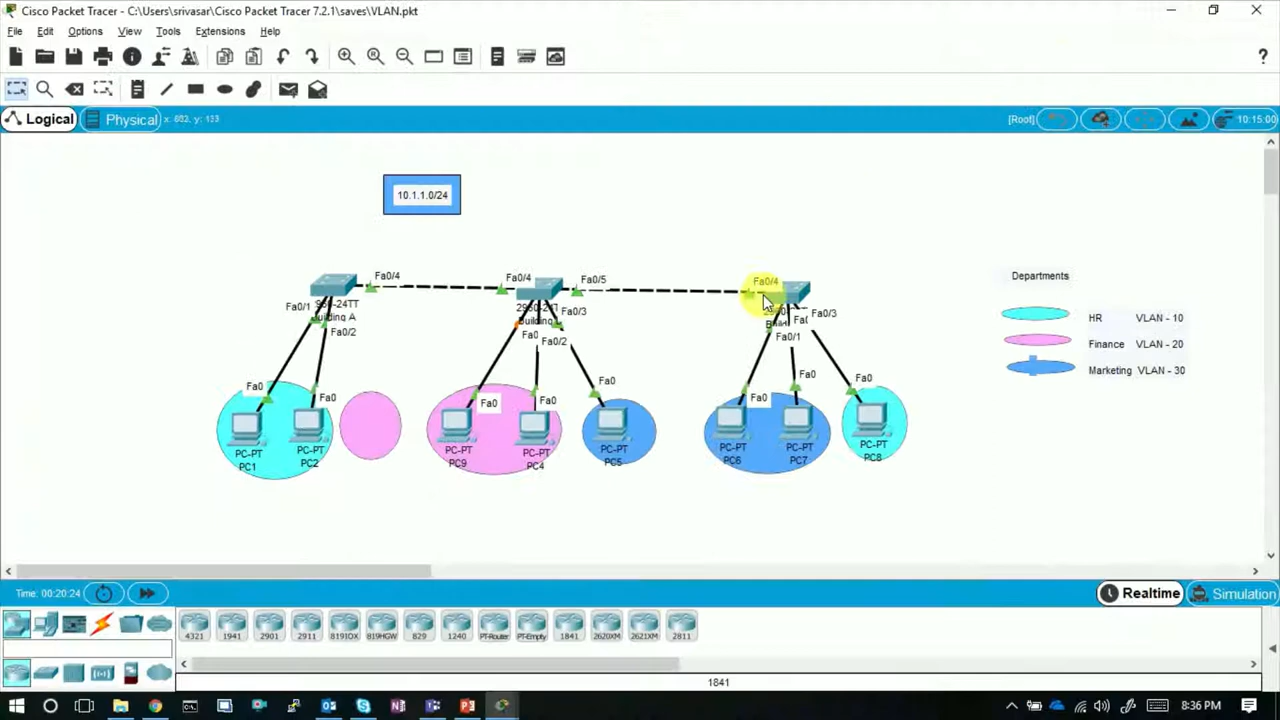 Cisco Packet Tracer - C:\Users\srivasar\Cisco Packet Tracer 7.2.1\saves\VLAN.pkt
File Edit Options View Tools Extensions Help
Logical Physical x: 882, y: 133 [Root] 10:15:00
10.1.1.0/24
Fa0/4 Fa0/4 Fa0/5 Fa0/4 Departments
Fa0/1 Fa0/2 Building A
Fa0/3 Fa0/2
Fa0/3 Fa0/1
HR VLAN - 10
Finance VLAN - 20
Marketing VLAN - 30
Fa0 Fa0 Fa0 Fa0 Fa0 Fa0 Fa0 Fa0
PC-PT PC-PT PC-PT PC-PT PC-PT PC-PT PC-PT PC-PT
PC1 PC2 PC9 PC4 PC5 PC6 PC7 PC8
Time: 00:20:24 Realtime Simulation
4321 1941 2901 2911 819IOX 819HGW 829 1240 PT-Router PT-Empty 1841 2620XM 2621XM 2811
1841
8:36 PM